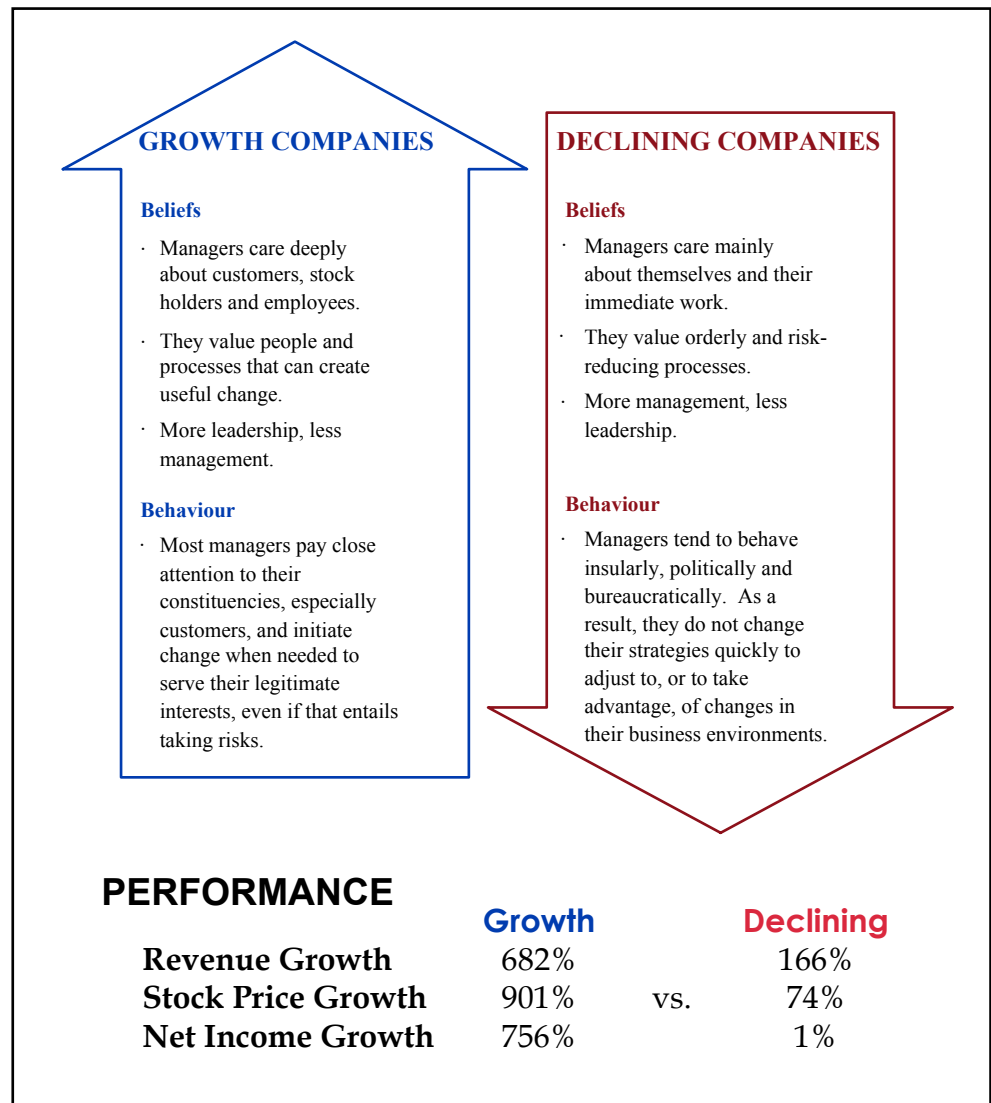 GROWTH COMPANIES
Beliefs
· Managers care deeply
about customers, stock
holders and employees.
· They value people and
processes that can create
useful change.
· More leadership, less
management.
Behaviour
· Most managers pay close
attention to their
constituencies, especially
customers, and initiate
change when needed to
serve their legitimate
interests, even if that entails
taking risks.
DECLINING COMPANIES
Beliefs
· Managers care mainly
about themselves and their
immediate work.
· They value orderly and risk-
reducing processes.
· More management, less
leadership.
Behaviour
· Managers tend to behave
insularly, politically and
bureaucratically. As a
result, they do not change
their strategies quickly to
adjust to, or to take
advantage, of changes in
their business environments.
PERFORMANCE
Growth Declining
Revenue Growth 682% 166%
Stock Price Growth 901% vs. 74%
Net Income Growth 756% 1%